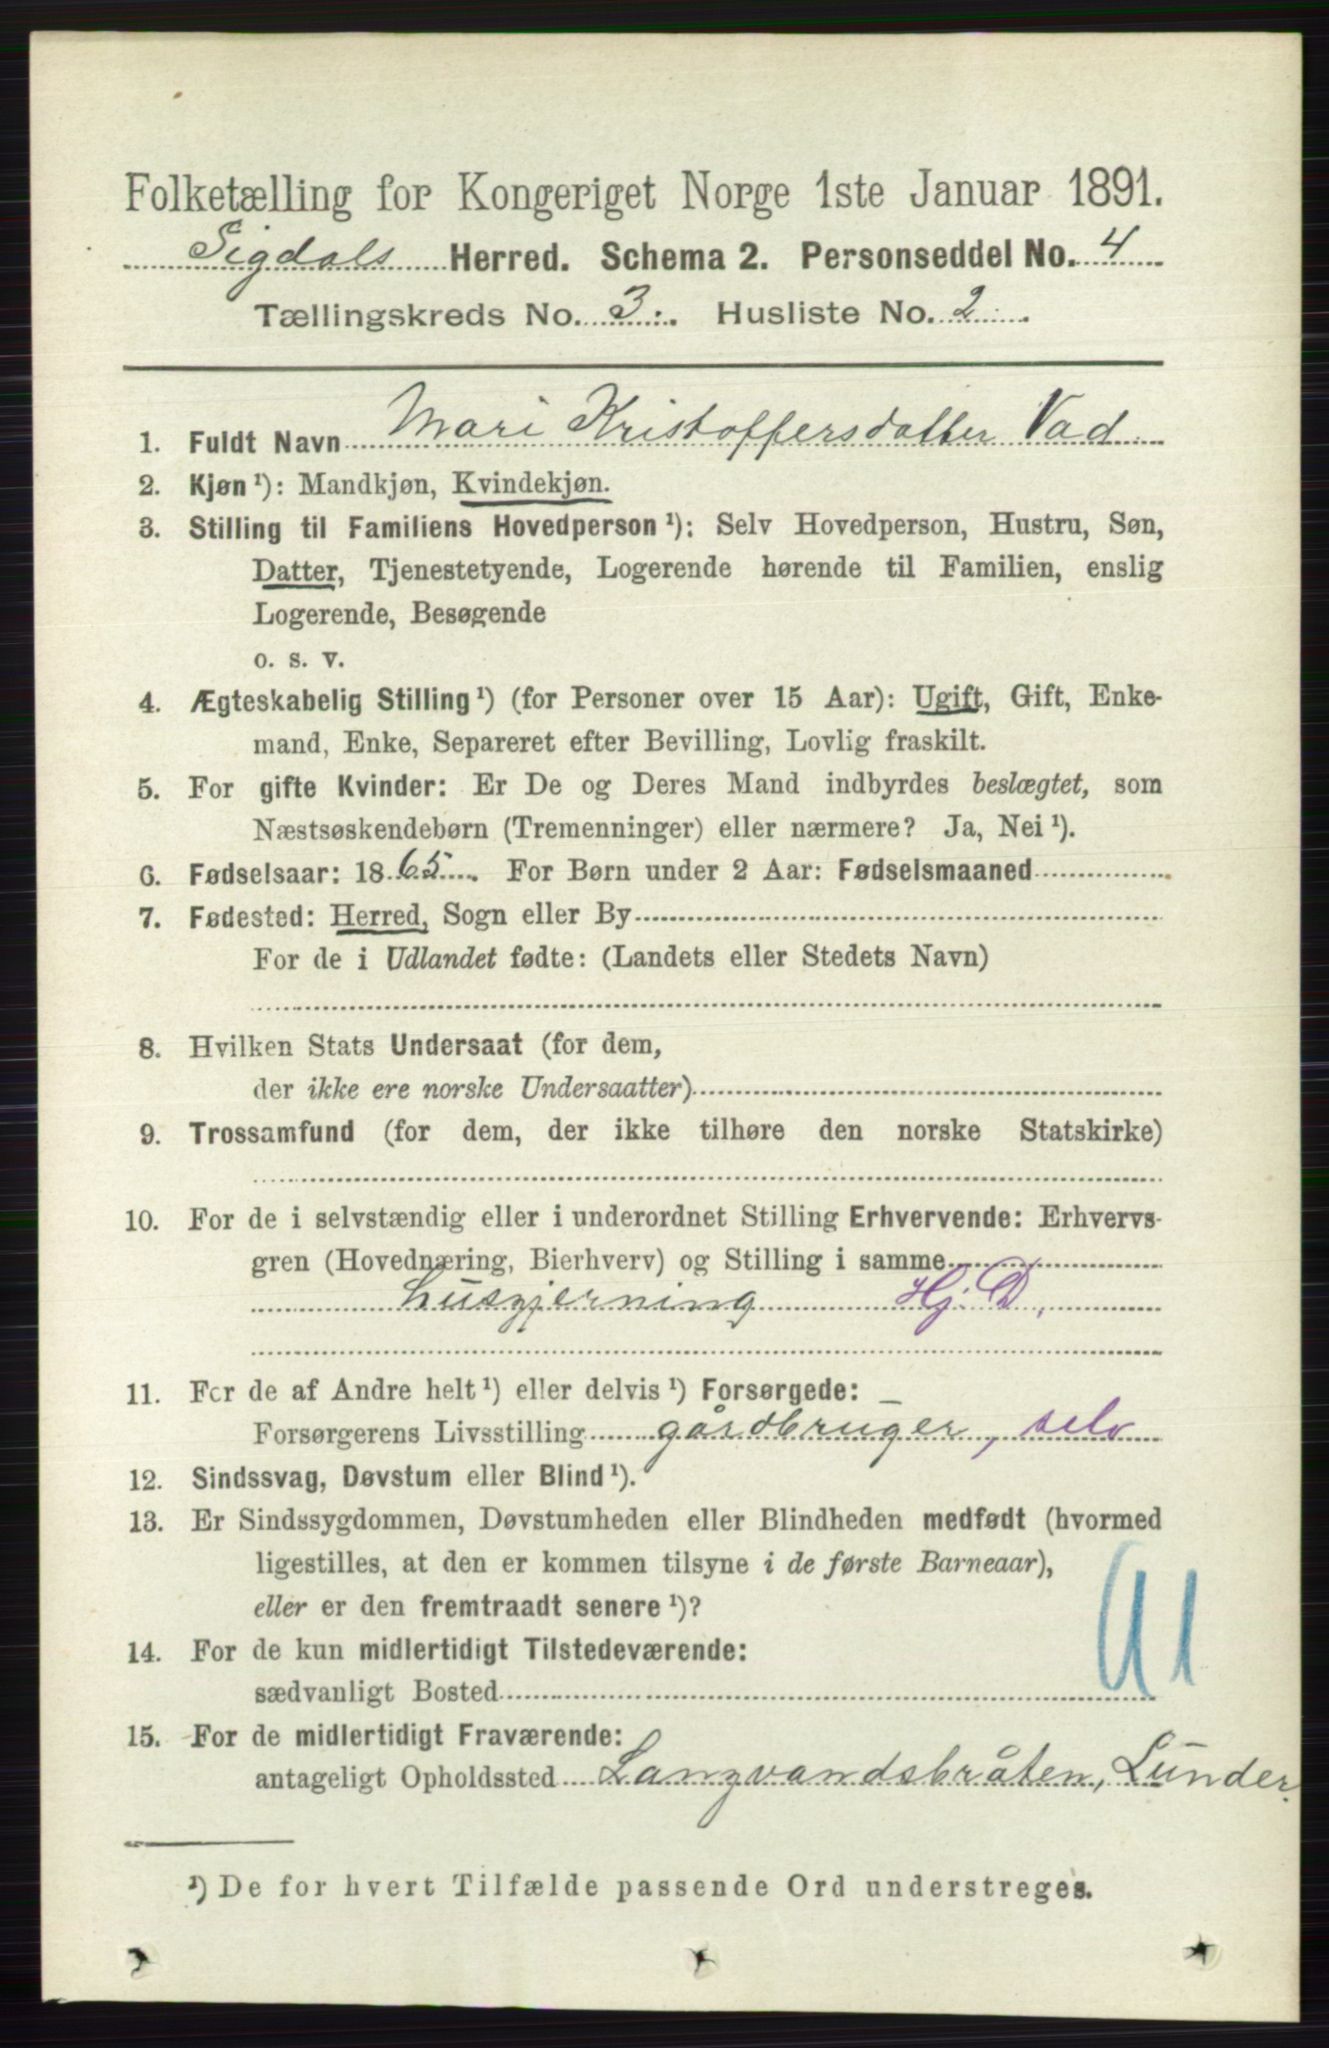 Folketælling for Kongeriget Norge 1ste Januar 1891.
Sigdals Herred. Schema 2. Personseddel No. 4
Tællingskreds No. 3. Husliste No. 2
1. Fuldt Navn Mari Kristoffersdatter Vad
2. Kjøn ¹): Mandkjøn, Kvindekjøn.
3. Stilling til Familiens Hovedperson ¹): Selv Hovedperson, Hustru, Søn,
Datter, Tjenestetyende, Logerende hørende til Familien, enslig
Logerende, Besøgende
o. s. v.
4. Ægteskabelig Stilling ¹) (for Personer over 15 Aar): Ugift, Gift, Enke-
mand, Enke, Separeret efter Bevilling, Lovlig fraskilt.
5. For gifte Kvinder: Er De og Deres Mand indbyrdes beslægtet, som
Næstsøskendebørn (Tremenninger) eller nærmere? Ja, Nei ¹).
6. Fødselsaar: 1865. For Børn under 2 Aar: Fødselsmaaned
7. Fødested: Herred, Sogn eller By
For de i Udlandet fødte: (Landets eller Stedets Navn)
8. Hvilken Stats Undersaat (for dem,
der ikke ere norske Undersaatter)
9. Trossamfund (for dem, der ikke tilhøre den norske Statskirke)
10. For de i selvstændig eller i underordnet Stilling Erhvervende: Erhvervs-
gren (Hovednæring, Bierhverv) og Stilling i samme
Husgjerning Hj. D.
11. For de af Andre helt ¹) eller delvis ¹) Forsørgede:
Forsørgerens Livsstilling gårdbruger, selv
12. Sindssvag, Døvstum eller Blind ¹).
13. Er Sindssygdommen, Døvstumheden eller Blindheden medfødt (hvormed
ligestilles, at den er kommen tilsyne i de første Barneaar),
eller er den fremtraadt senere ¹)?
14. For de kun midlertidigt Tilstedeværende:
sædvanligt Bosted
15. For de midlertidigt Fraværende:
antageligt Opholdssted Langvandsbråten, Lunder.
¹) De for hvert Tilfælde passende Ord understreges.